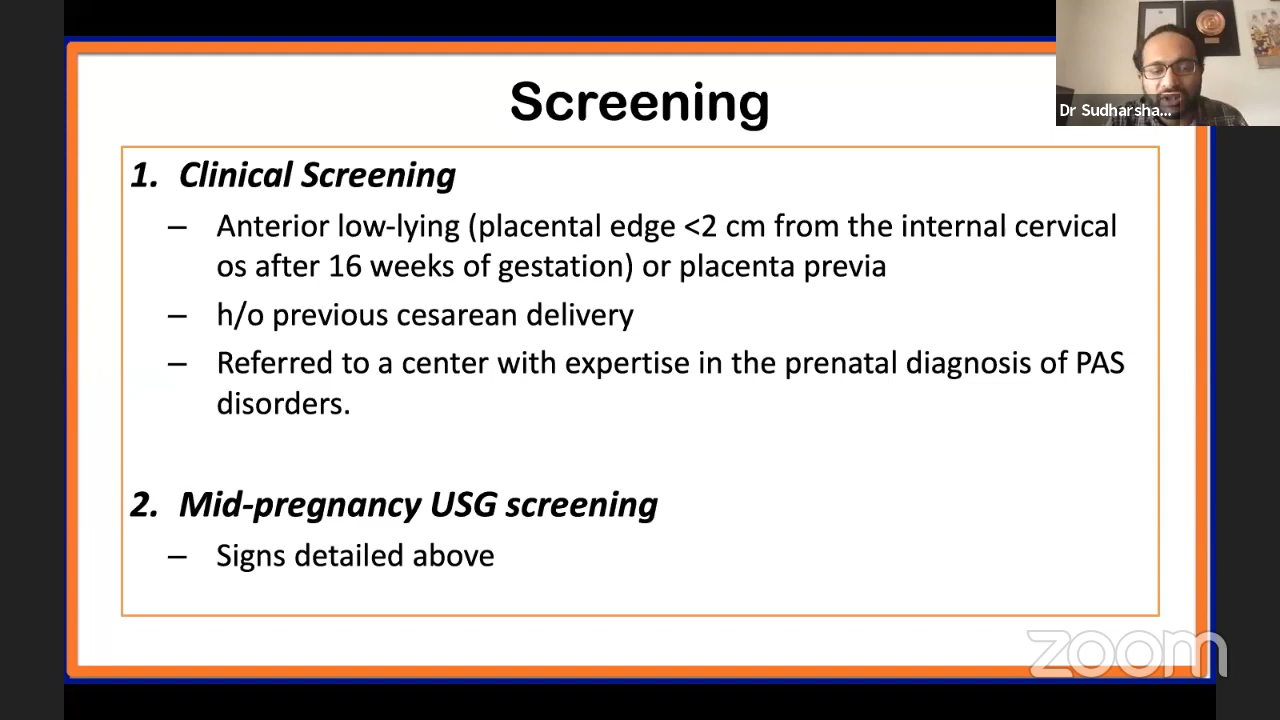 Screening
Dr Sudharsha...
1. Clinical Screening
– Anterior low-lying (placental edge <2 cm from the internal cervical
os after 16 weeks of gestation) or placenta previa
– h/o previous cesarean delivery
– Referred to a center with expertise in the prenatal diagnosis of PAS
disorders.
2. Mid-pregnancy USG screening
– Signs detailed above
zoom